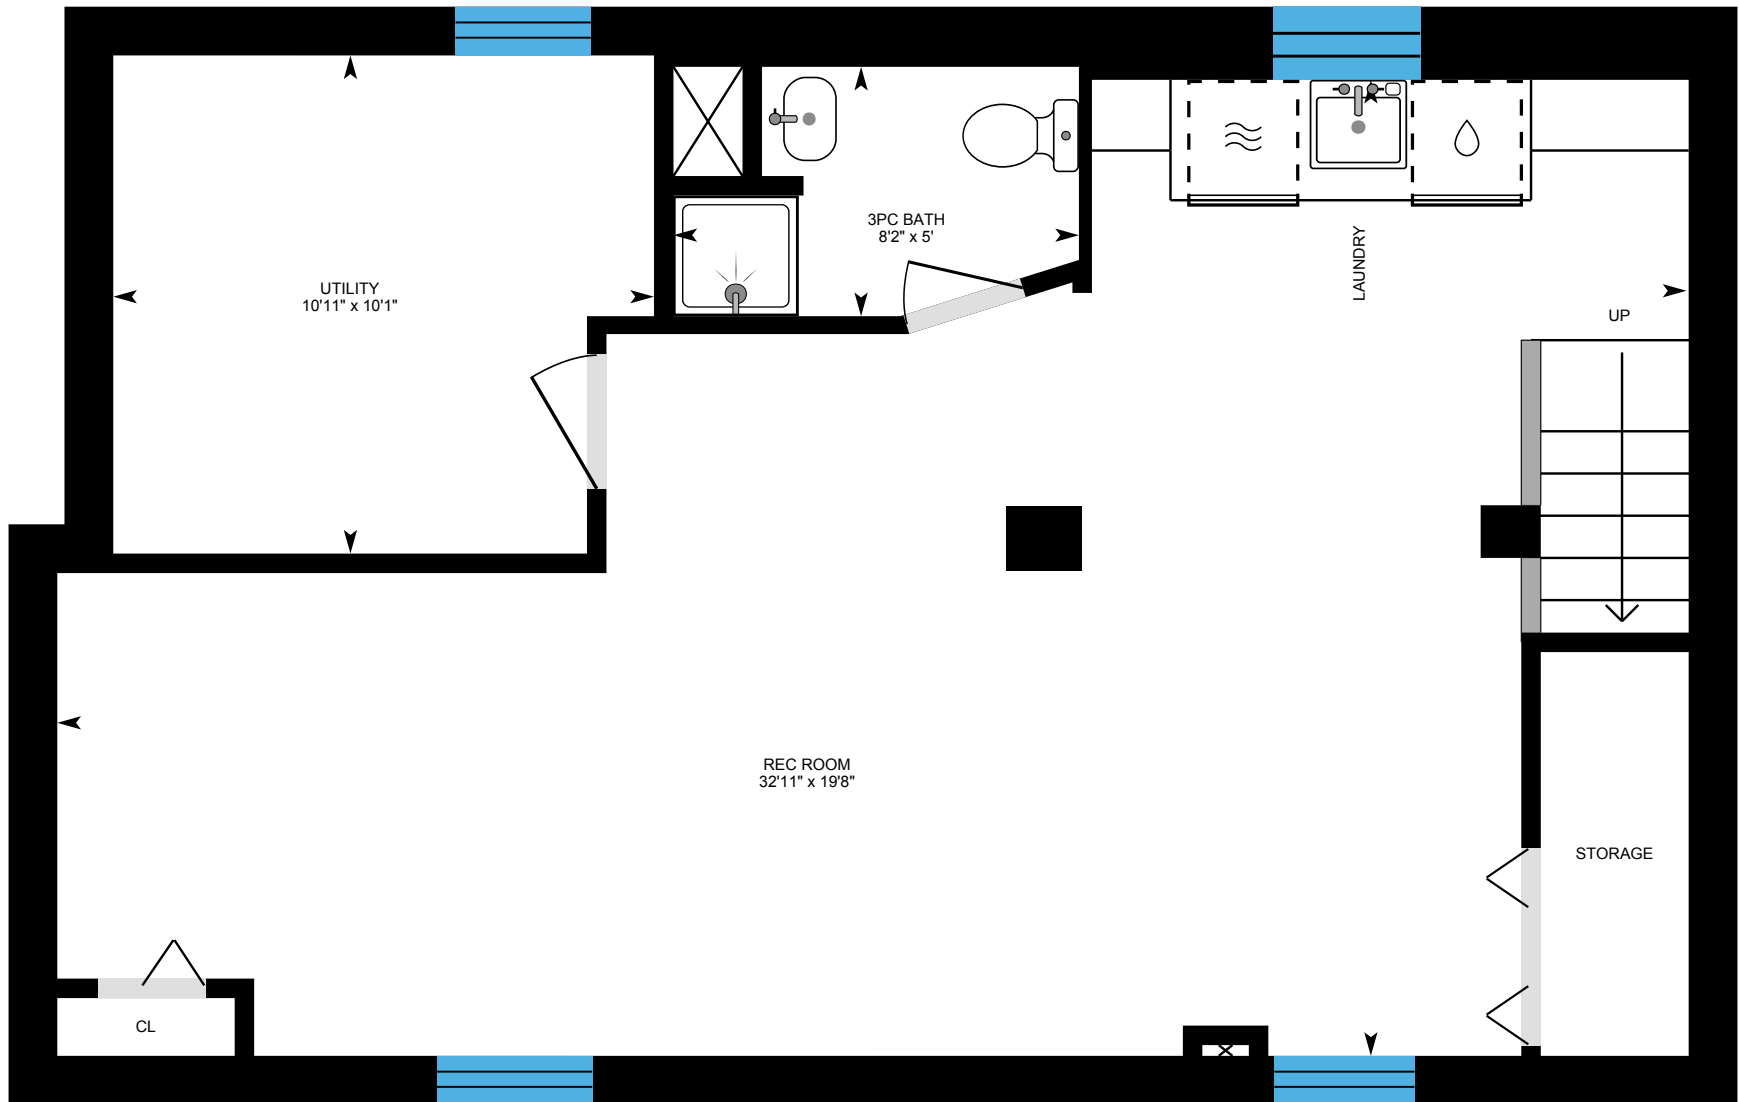 3PC BATH
8'2" x 5'
LAUNDRY
UTILITY
10'11" x 10'1"
UP
REC ROOM
32'11" x 19'8"
STORAGE
CL